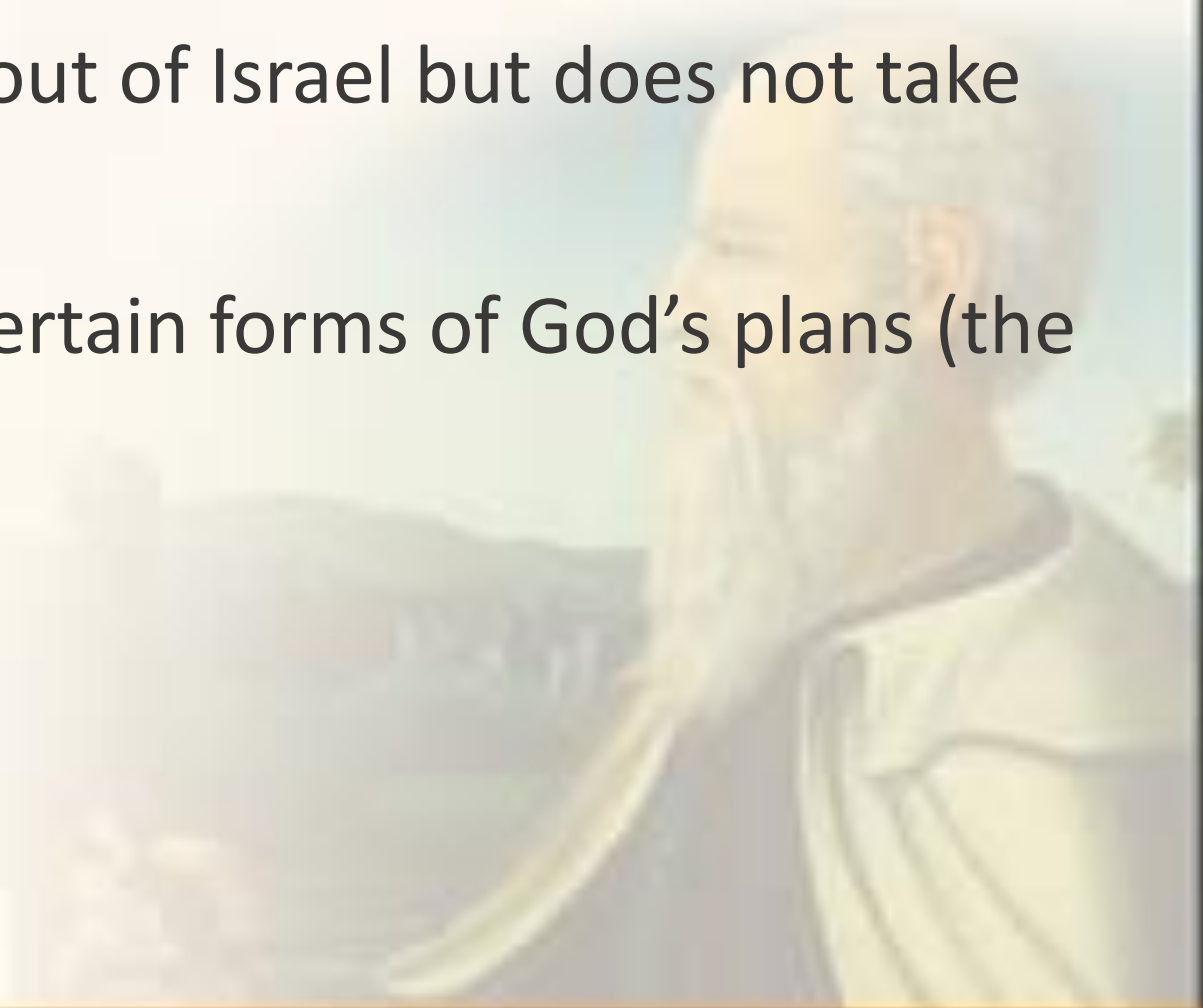 out of Israel but does not take
ertain forms of God’s plans (the